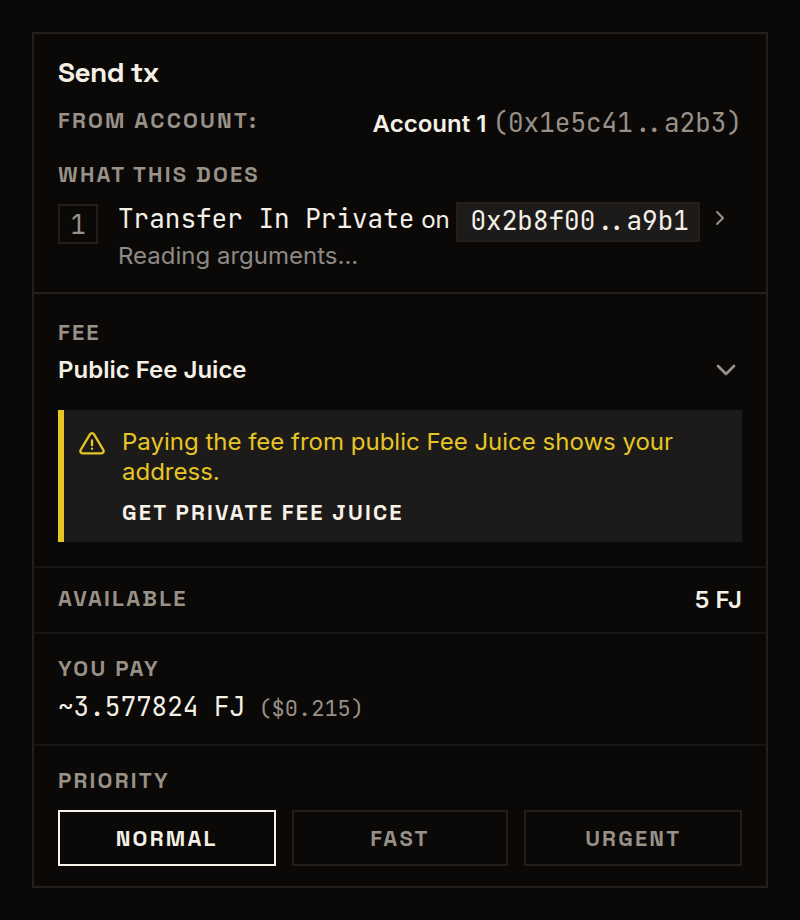 Send tx
FROM ACCOUNT: Account 1 (0x1e5c41..a2b3)
WHAT THIS DOES
1 Transfer In Private on 0x2b8f00..a9b1
Reading arguments...
FEE
Public Fee Juice
Paying the fee from public Fee Juice shows your
address.
GET PRIVATE FEE JUICE
AVAILABLE 5 FJ
YOU PAY
~3.577824 FJ ($0.215)
PRIORITY
NORMAL FAST URGENT